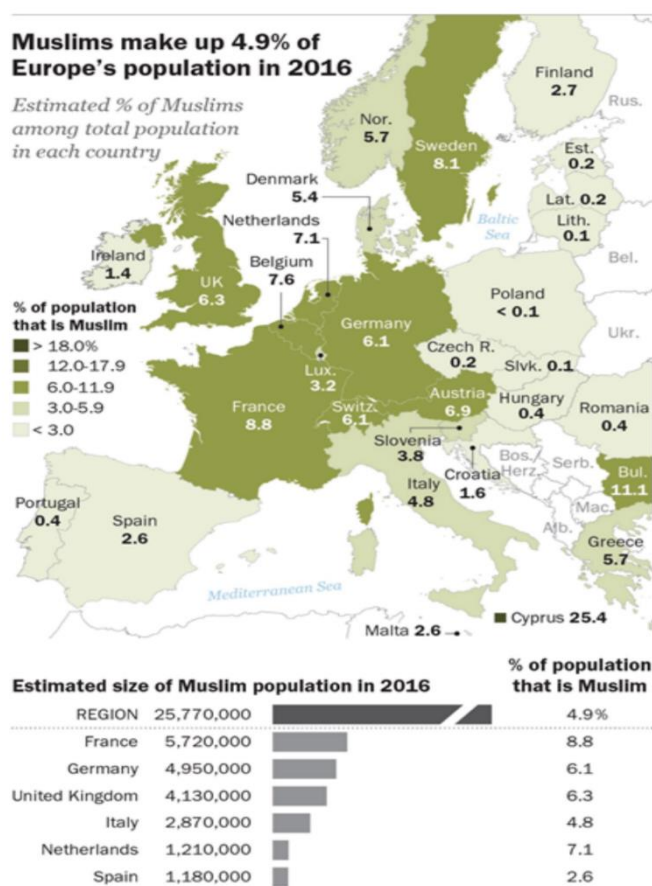 Muslims make up 4.9% of
Europe's population in 2016
Estimated % of Muslims
among total population
in each country
Finland
2.7
Rus.
Nor.
5.7
Sweden
8.1
Est.
0.2
Denmark
5.4
Lat. 0.2
Baltic
Sea
Netherlands
7.1
Lith.
0.1
Ireland
1.4
Belgium
7.6
Bel.
UK
6.3
Poland
< 0.1
% of population
that is Muslim
> 18.0%
12.0-17.9
6.0-11.9
3.0-5.9
< 3.0
Germany
6.1
Ukr.
Czech R.
0.2
Lux.
3.2
Slvk. 0.1
France
8.8
Switz.
6.1
Austria
6.9
Hungary
0.4
Romania
0.4
Slovenia
3.8
Croatia
1.6
Bos.
Herz.
Serb.
Bul.
11.1
Portugal
0.4
Spain
2.6
Italy
4.8
Mac.
Alb.
Greece
5.7
Mediterranean Sea
Cyprus 25.4
Malta 2.6
% of population
that is Muslim
Estimated size of Muslim population in 2016
REGION 25,770,000 4.9%
France 5,720,000 8.8
Germany 4,950,000 6.1
United Kingdom 4,130,000 6.3
Italy 2,870,000 4.8
Netherlands 1,210,000 7.1
Spain 1,180,000 2.6